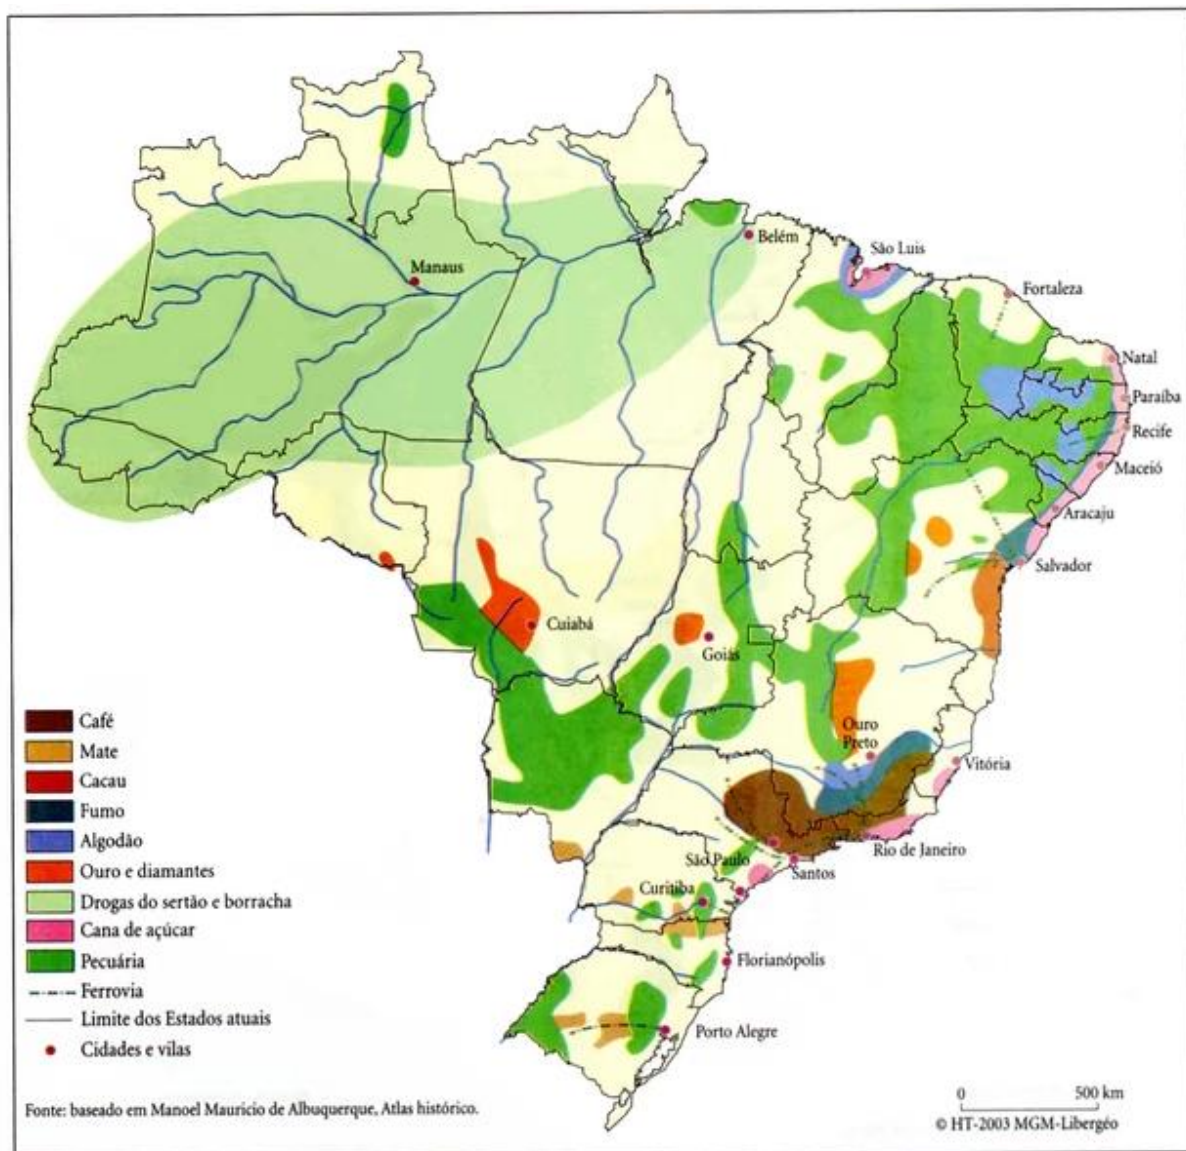 Belém
São Luis
Manaus
Fortaleza
Natal
Paraíba
Recife
Maceió
Aracaju
Salvador
Cuiabá
Goiás
Ouro
Preto
Vitória
Rio de Janeiro
São Paulo
Santos
Curitiba
Florianópolis
Porto Alegre
Café
Mate
Cacau
Fumo
Algodão
Ouro e diamantes
Drogas do sertão e borracha
Cana de açúcar
Pecuária
Ferrovia
Limite dos Estados atuais
Cidades e vilas
Fonte: baseado em Manoel Mauricio de Albuquerque, Atlas histórico.
0 500 km
© HT-2003 MGM-Libergéo